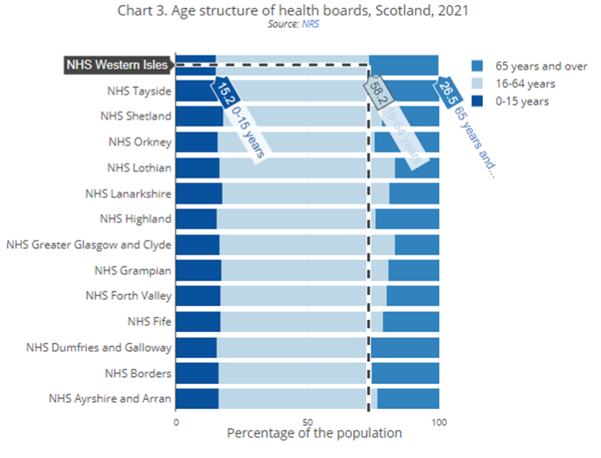 Chart 3. Age structure of health boards, Scotland, 2021
Source: NRS
NHS Western Isles
NHS Tayside
NHS Shetland
NHS Orkney
NHS Lothian
NHS Lanarkshire
NHS Highland
NHS Greater Glasgow and Clyde
NHS Grampian
NHS Forth Valley
NHS Fife
NHS Dumfries and Galloway
NHS Borders
NHS Ayrshire and Arran
15.2 0-15 years
58.2 16-64 years
26.5 65 years and...
65 years and over
16-64 years
0-15 years
0 50 100
Percentage of the population